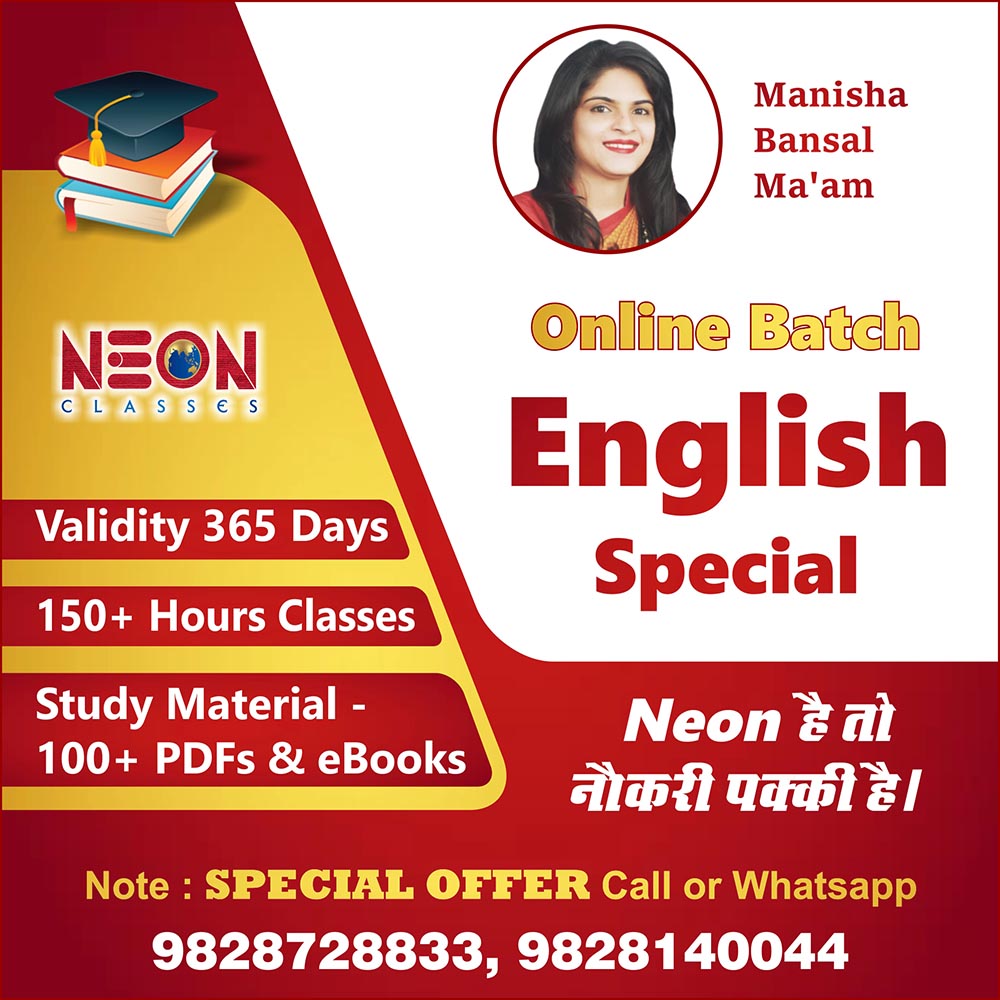 Manisha
Bansal
Ma'am
NEON
CLASSES
Online Batch
English
Special
Validity 365 Days
150+ Hours Classes
Study Material -
100+ PDFs & eBooks
Neon है तो
नौकरी पक्की है।
Note : SPECIAL OFFER Call or Whatsapp
9828728833, 9828140044